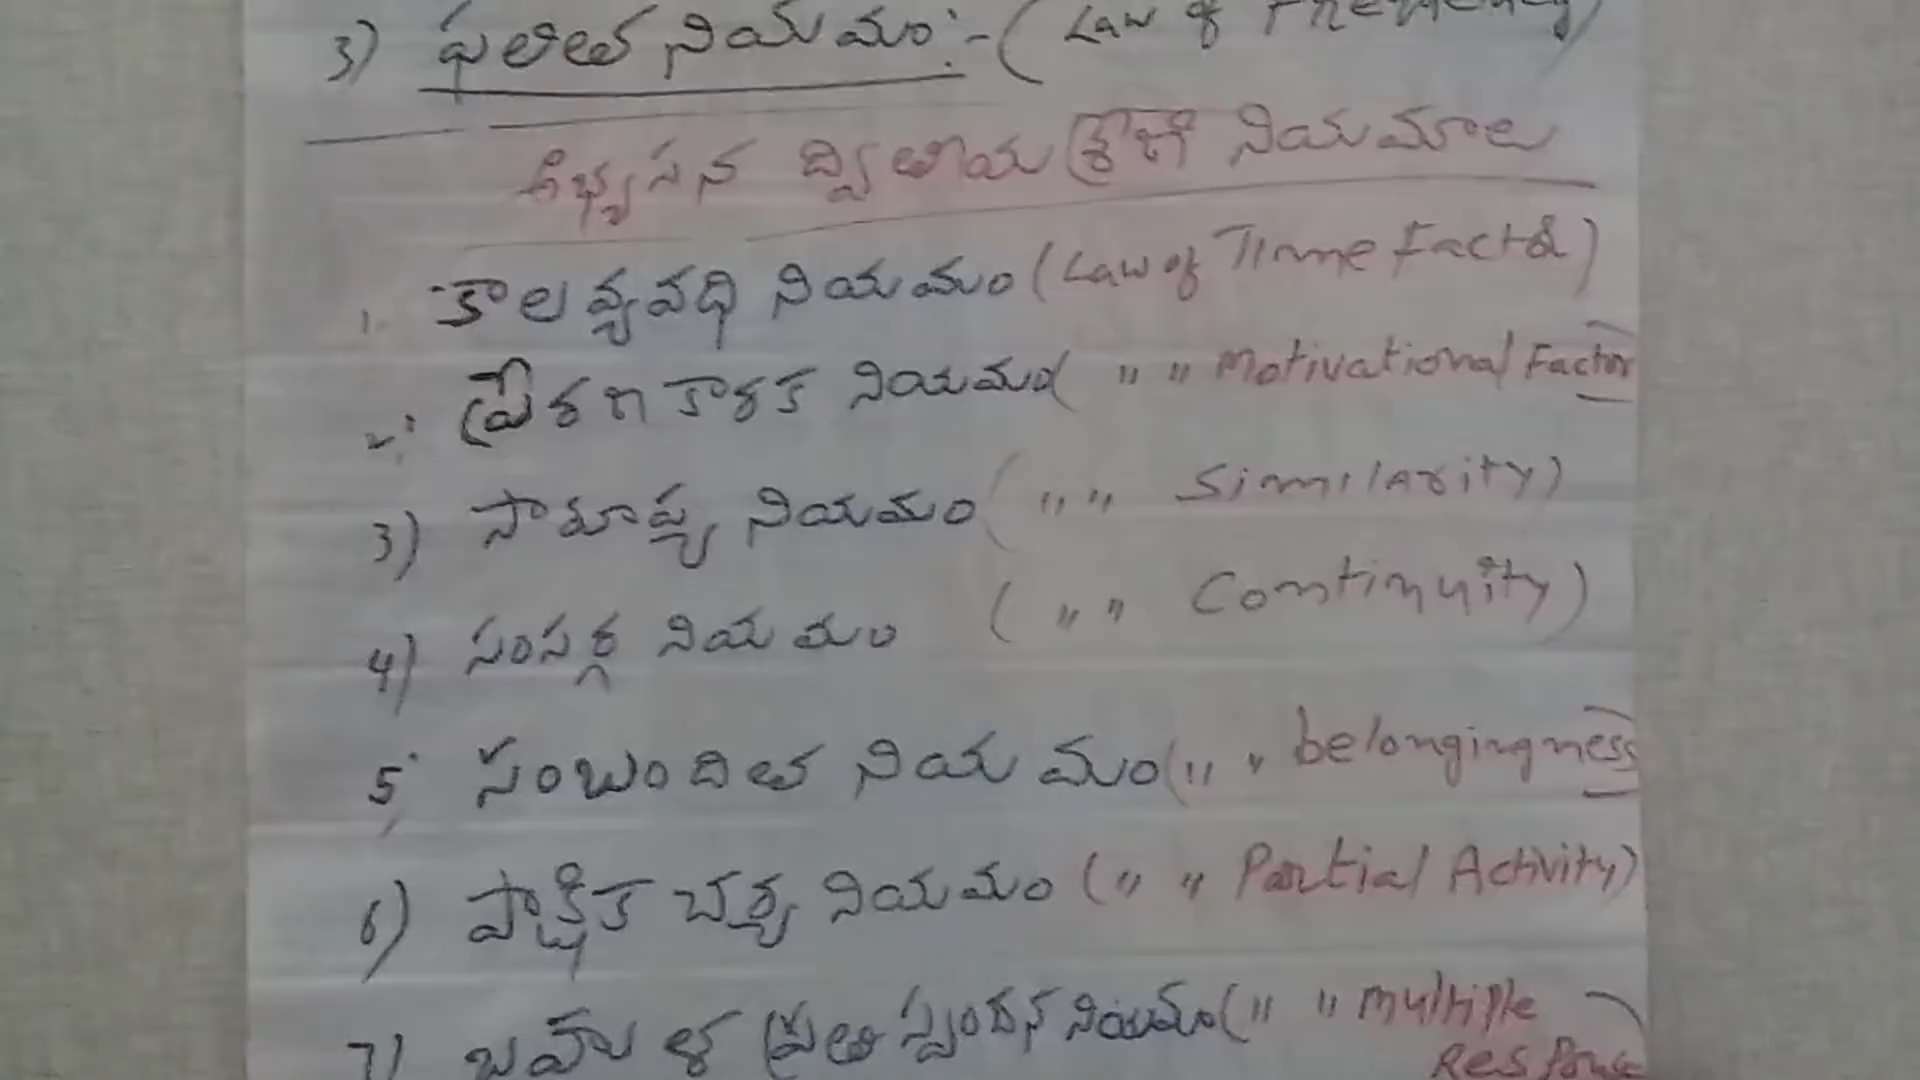 3) ఫలిత నియమం:- (Law of Frequency)
అభ్యసన ద్వితీయ శ్రేణి నియమాలు
1. కాల వ్యవధి నియమం (Law of Time Factor)
2. ప్రేరణ కారక నియమం ( " " Motivational Factor)
3) సారూప్య నియమం ( " " Similarity)
4) సంసర్గ నియమం ( " " Continuity)
5. సంబందిత నియమం ( " " belongingness)
6) పాక్షిక చర్య నియమం ( " " Partial Activity)
7) బహుళ ప్రతిస్పందన నియమం ( " " multiple
Response